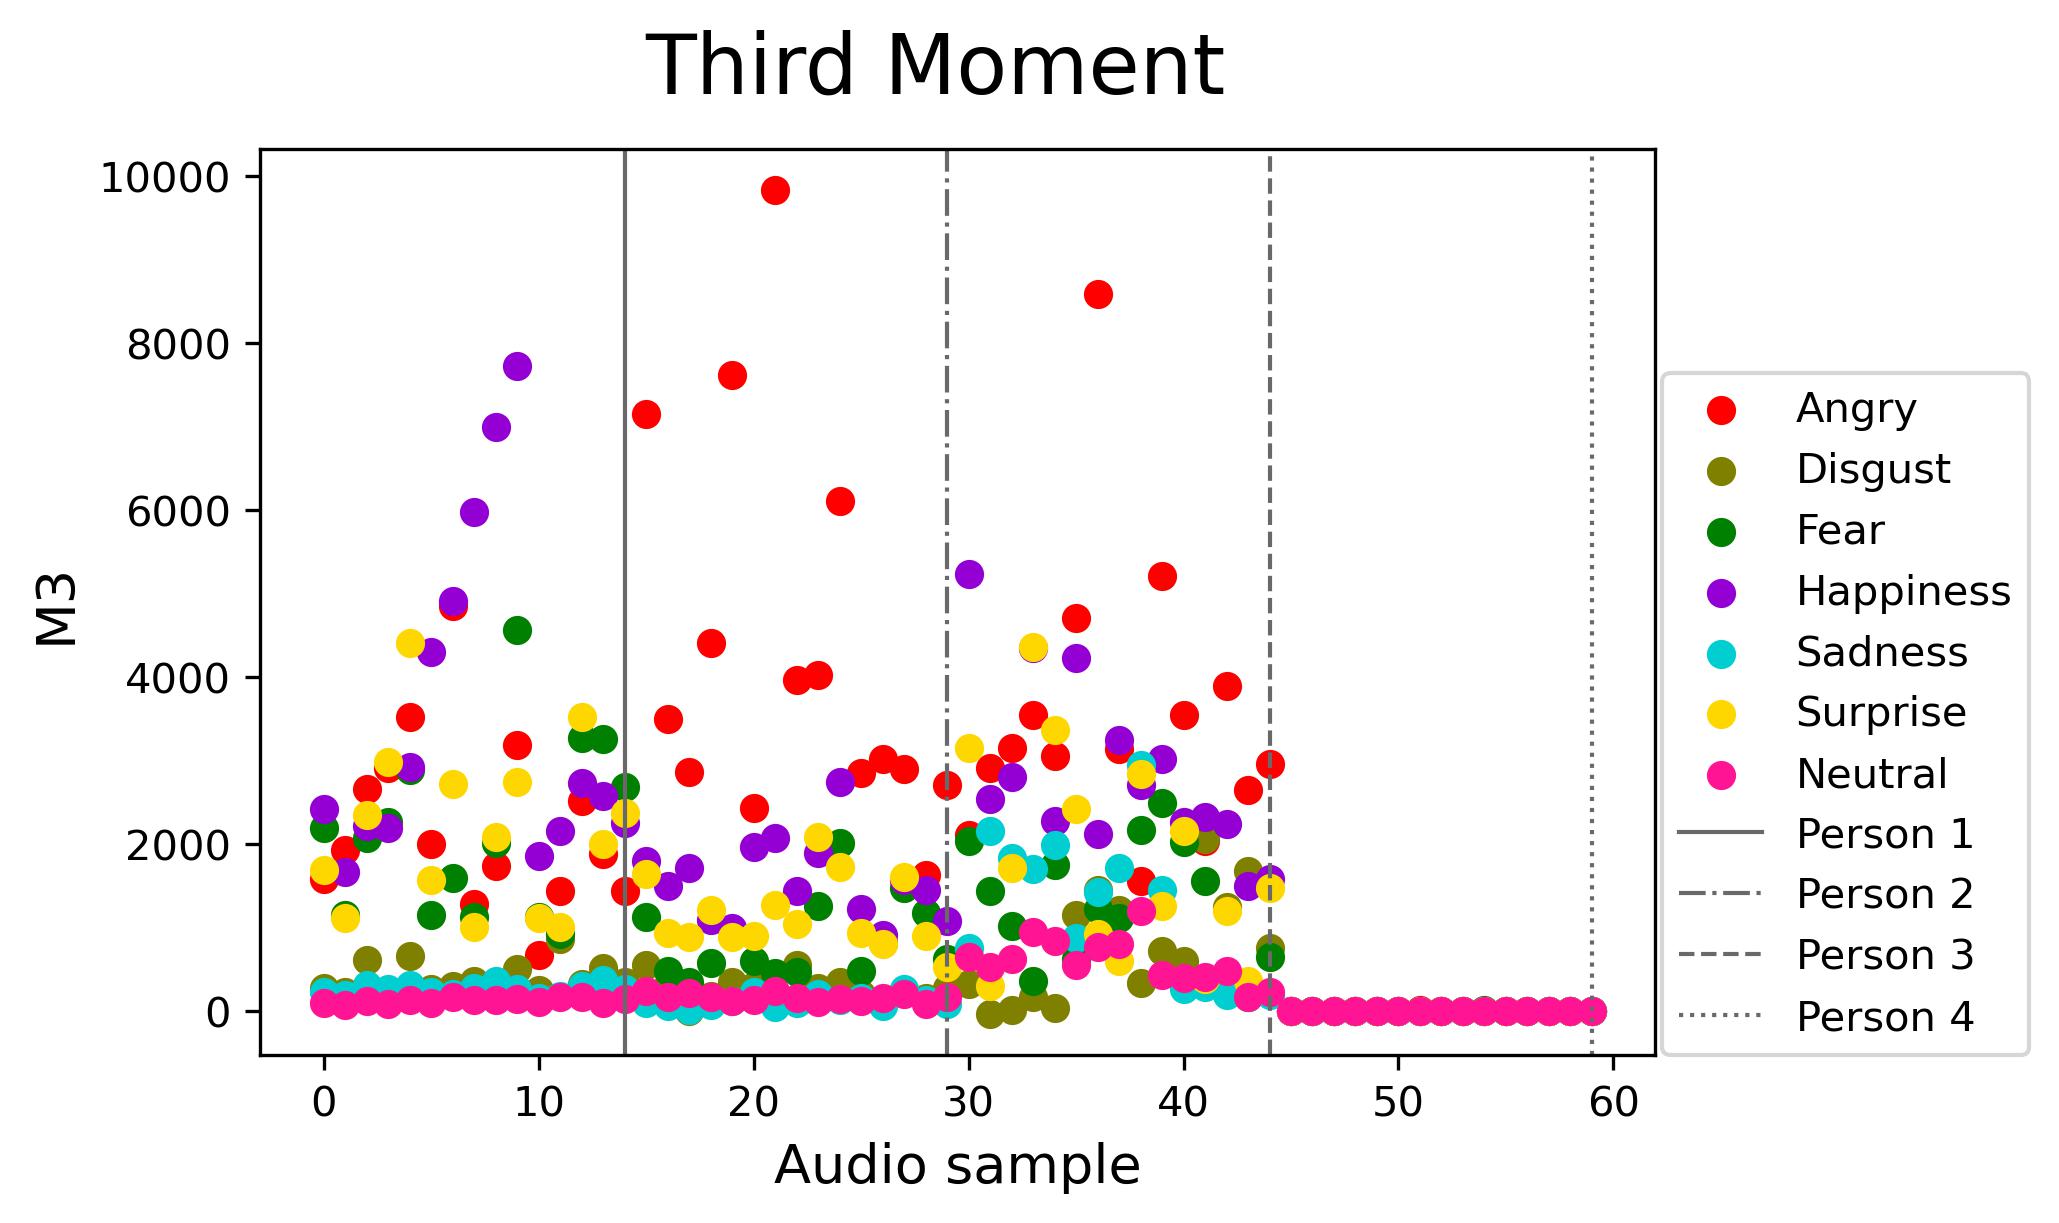 Third Moment
10000
8000
6000
4000
2000
0
M3
0 10 20 30 40 50 60
Audio sample
Angry
Disgust
Fear
Happiness
Sadness
Surprise
Neutral
Person 1
Person 2
Person 3
Person 4